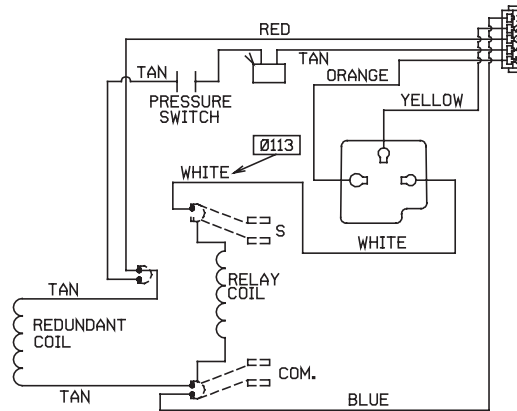 RED
TAN
TAN
ORANGE
PRESSURE
SWITCH
YELLOW
Ø113
WHITE
S
WHITE
TAN
RELAY
COIL
REDUNDANT
COIL
COM.
TAN
BLUE